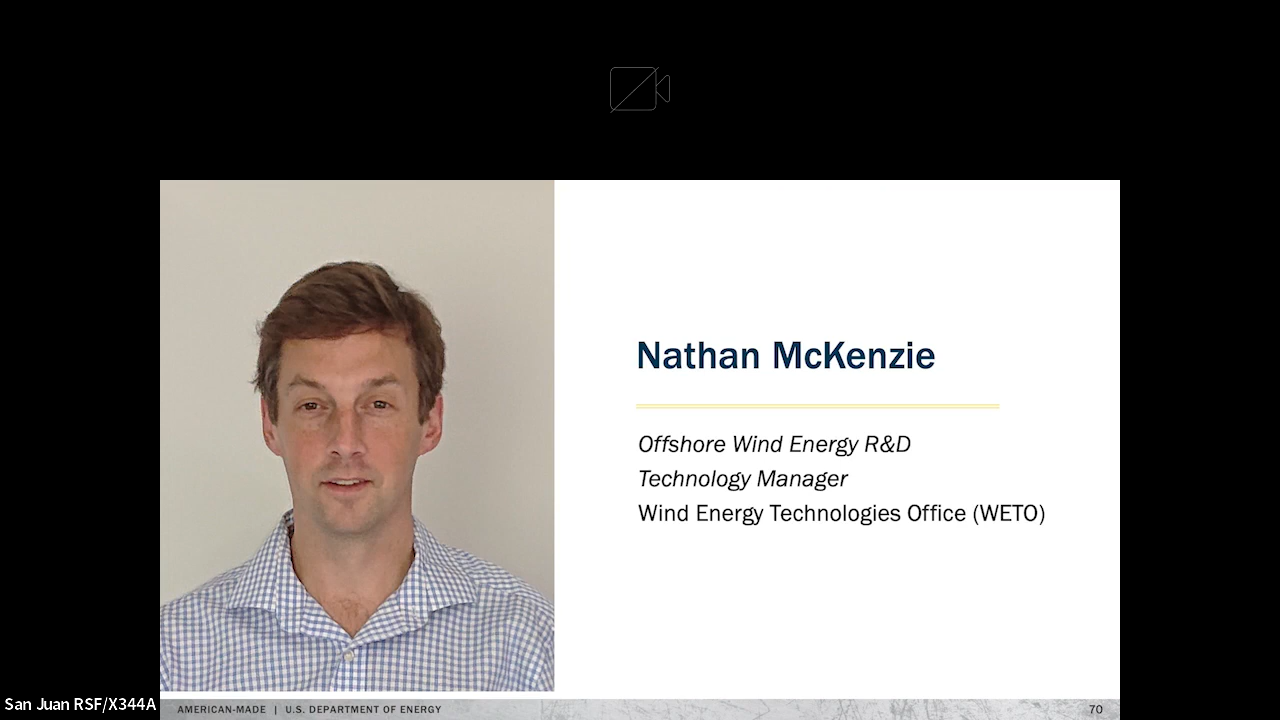 Nathan McKenzie
Offshore Wind Energy R&D
Technology Manager
Wind Energy Technologies Office (WETO)
San Juan RSF/X344A
AMERICAN-MADE | U.S. DEPARTMENT OF ENERGY
70